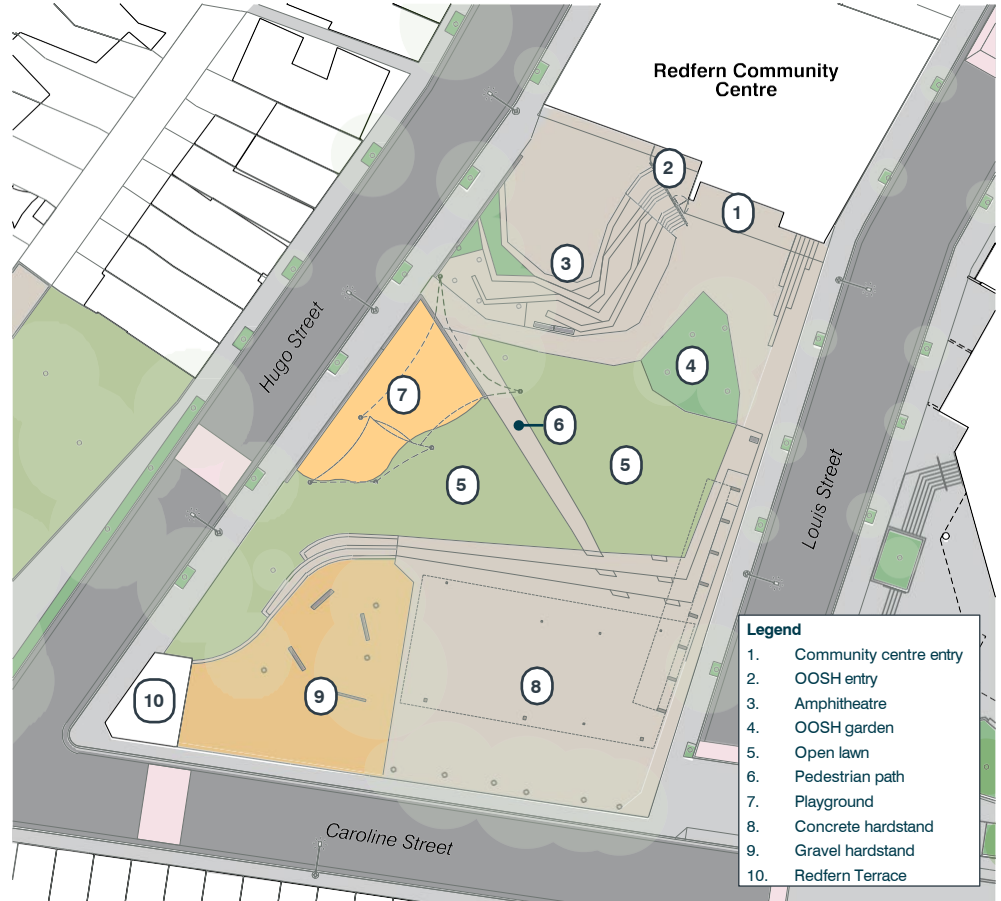 Redfern Community
Centre
2
1
3
Hugo Street
4
7
6
5
5
Louis Street
8
9
10
Caroline Street
Legend
1. Community centre entry
2. OOSH entry
3. Amphitheatre
4. OOSH garden
5. Open lawn
6. Pedestrian path
7. Playground
8. Concrete hardstand
9. Gravel hardstand
10. Redfern Terrace